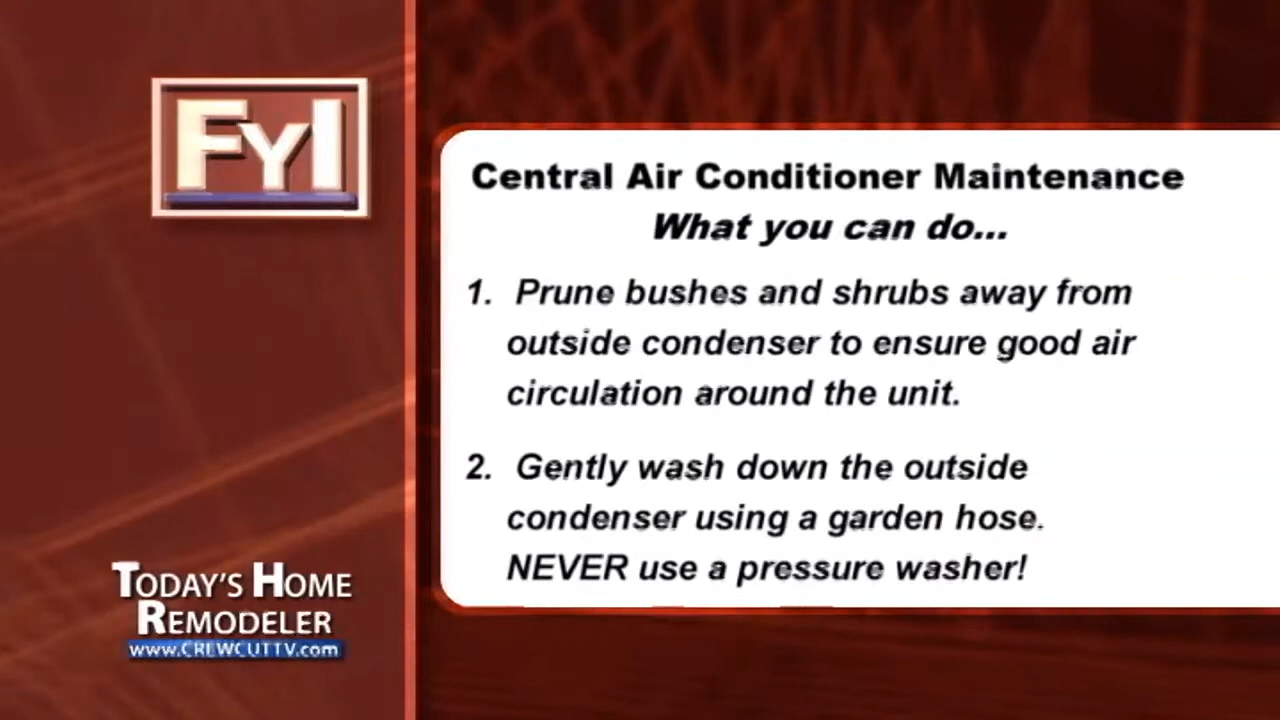 FYI
Central Air Conditioner Maintenance
What you can do...
1. Prune bushes and shrubs away from
outside condenser to ensure good air
circulation around the unit.
2. Gently wash down the outside
condenser using a garden hose.
NEVER use a pressure washer!
TODAY'S HOME
REMODELER
www.CREWCUTTV.com